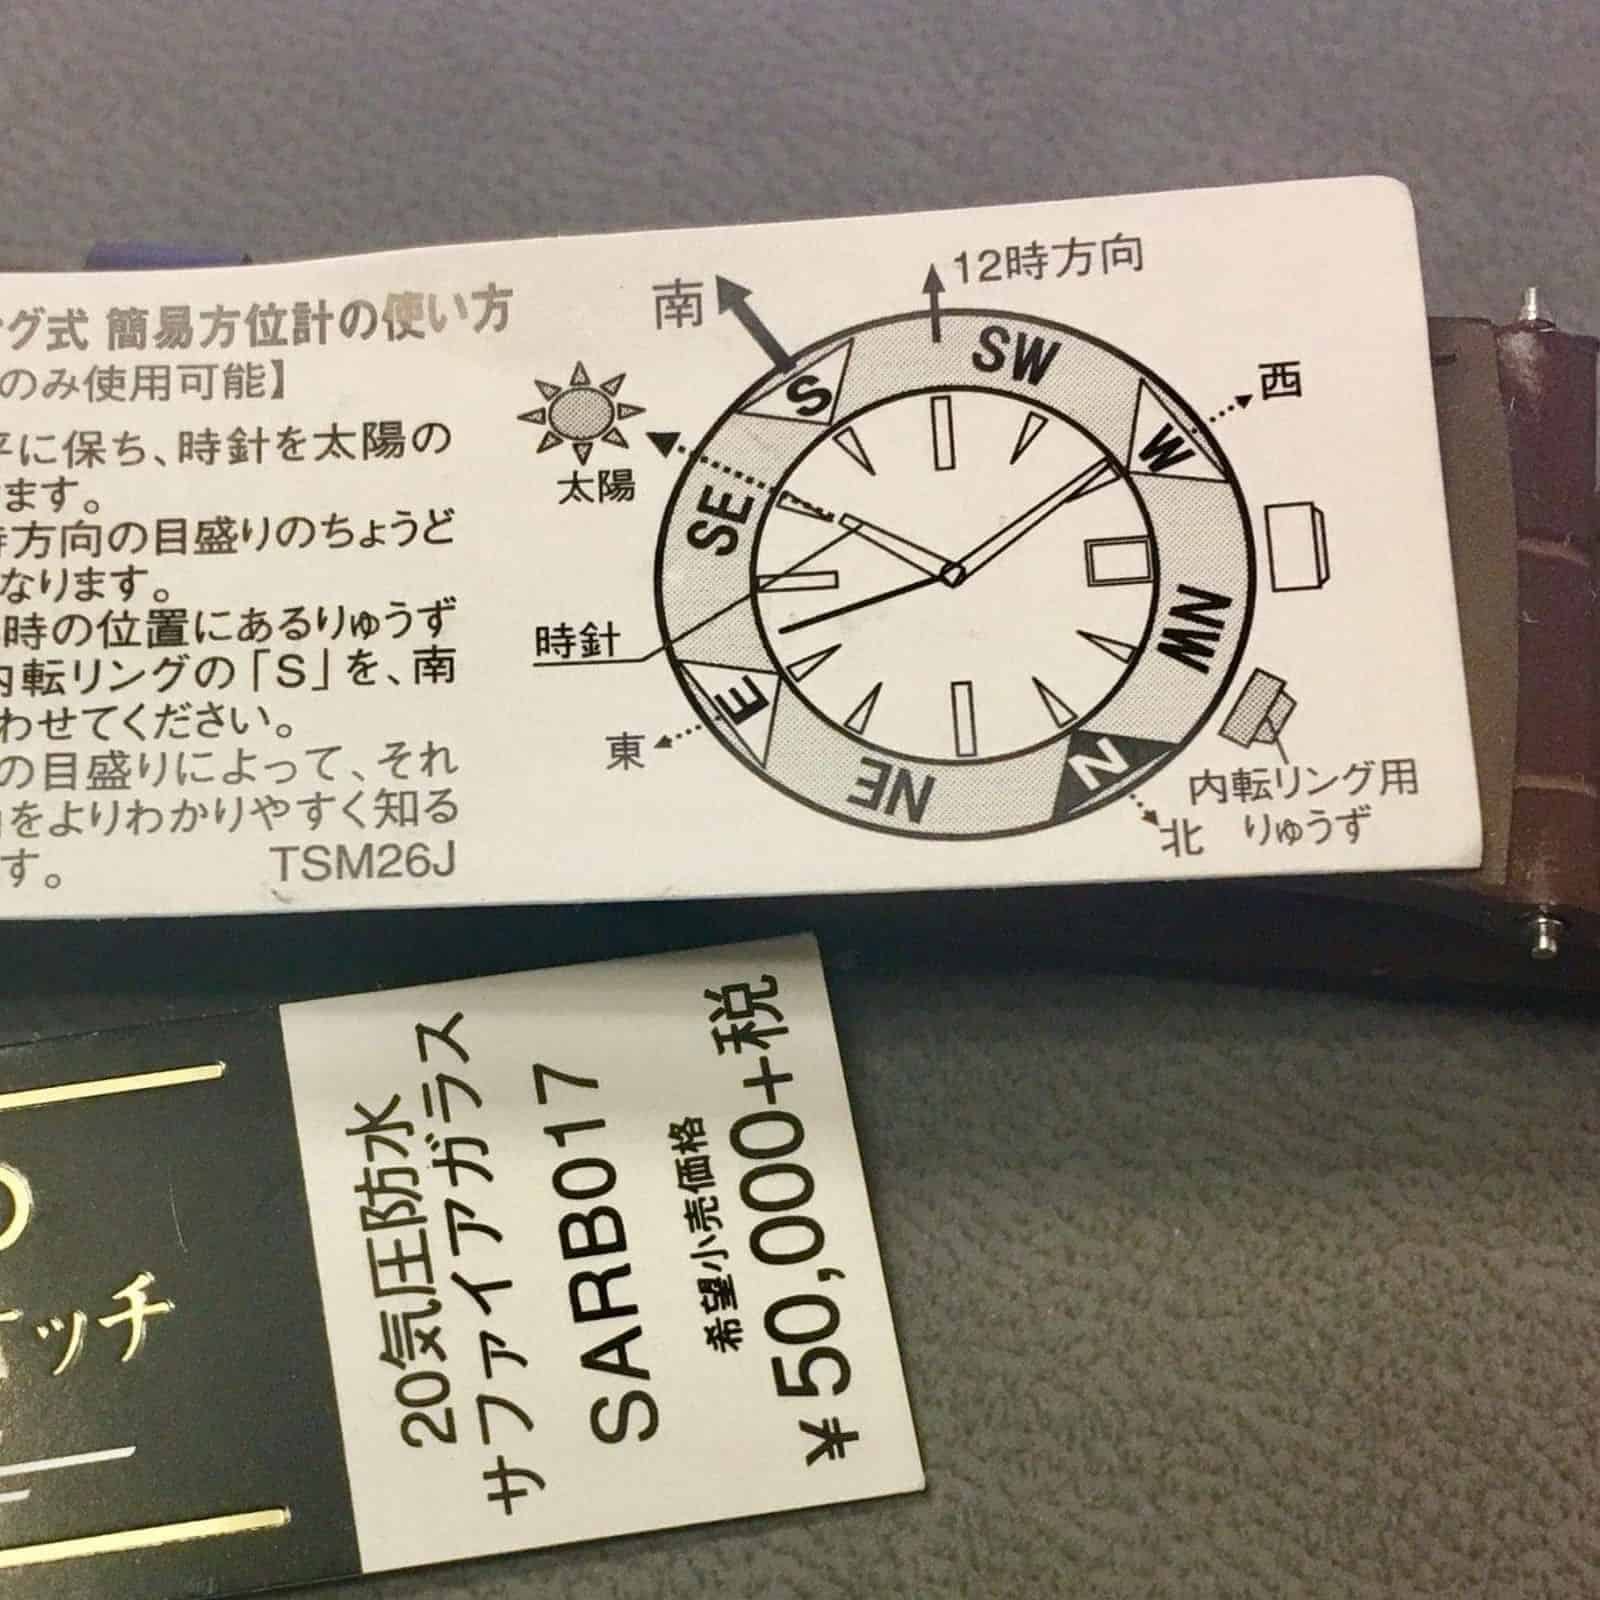 グ式 簡易方位計の使い方
のみ使用可能】
平に保ち、時計を太陽の
ます。
方向の目盛りのちょうど
なります。
時の位置にあるりゅうず
内転リングの「S」を、南
わせてください。
の目盛りによって、それ
をよりわかりやすく知る
す。
TSM26J
南
12時方向
西
太陽
時針
東
北
内転リング用
りゅうず
S
SW
W
NW
N
NE
E
SE
ッチ
20気圧防水
サファイアガラス
SARB017
希望小売価格
¥50,000+税